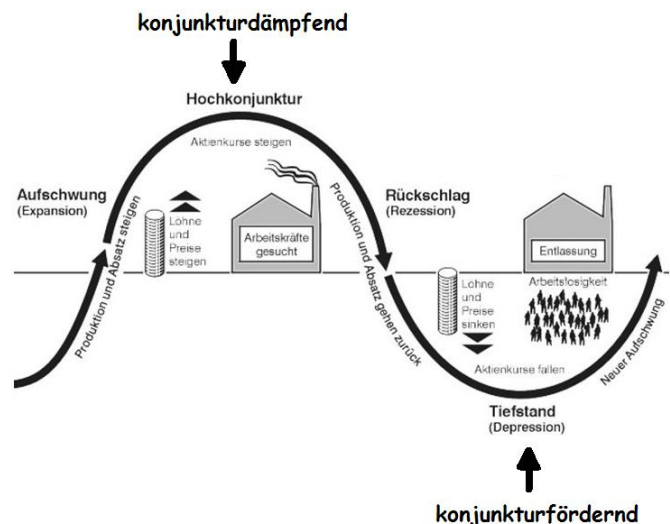 konjunkturdämpfend
Hochkonjunktur
Aktienkurse steigen
Aufschwung
(Expansion)
Produktion und Absatz steigen
Löhne
und
Preise
steigen
Arbeitskräfte
gesucht
Produktion und Absatz gehen zurück
Rückschlag
(Rezession)
Entlassung
Arbeitslosigkeit
Löhne
und
Preise
sinken
Aktienkurse fallen
Neuer Aufschwung
Tiefstand
(Depression)
konjunkturfördernd